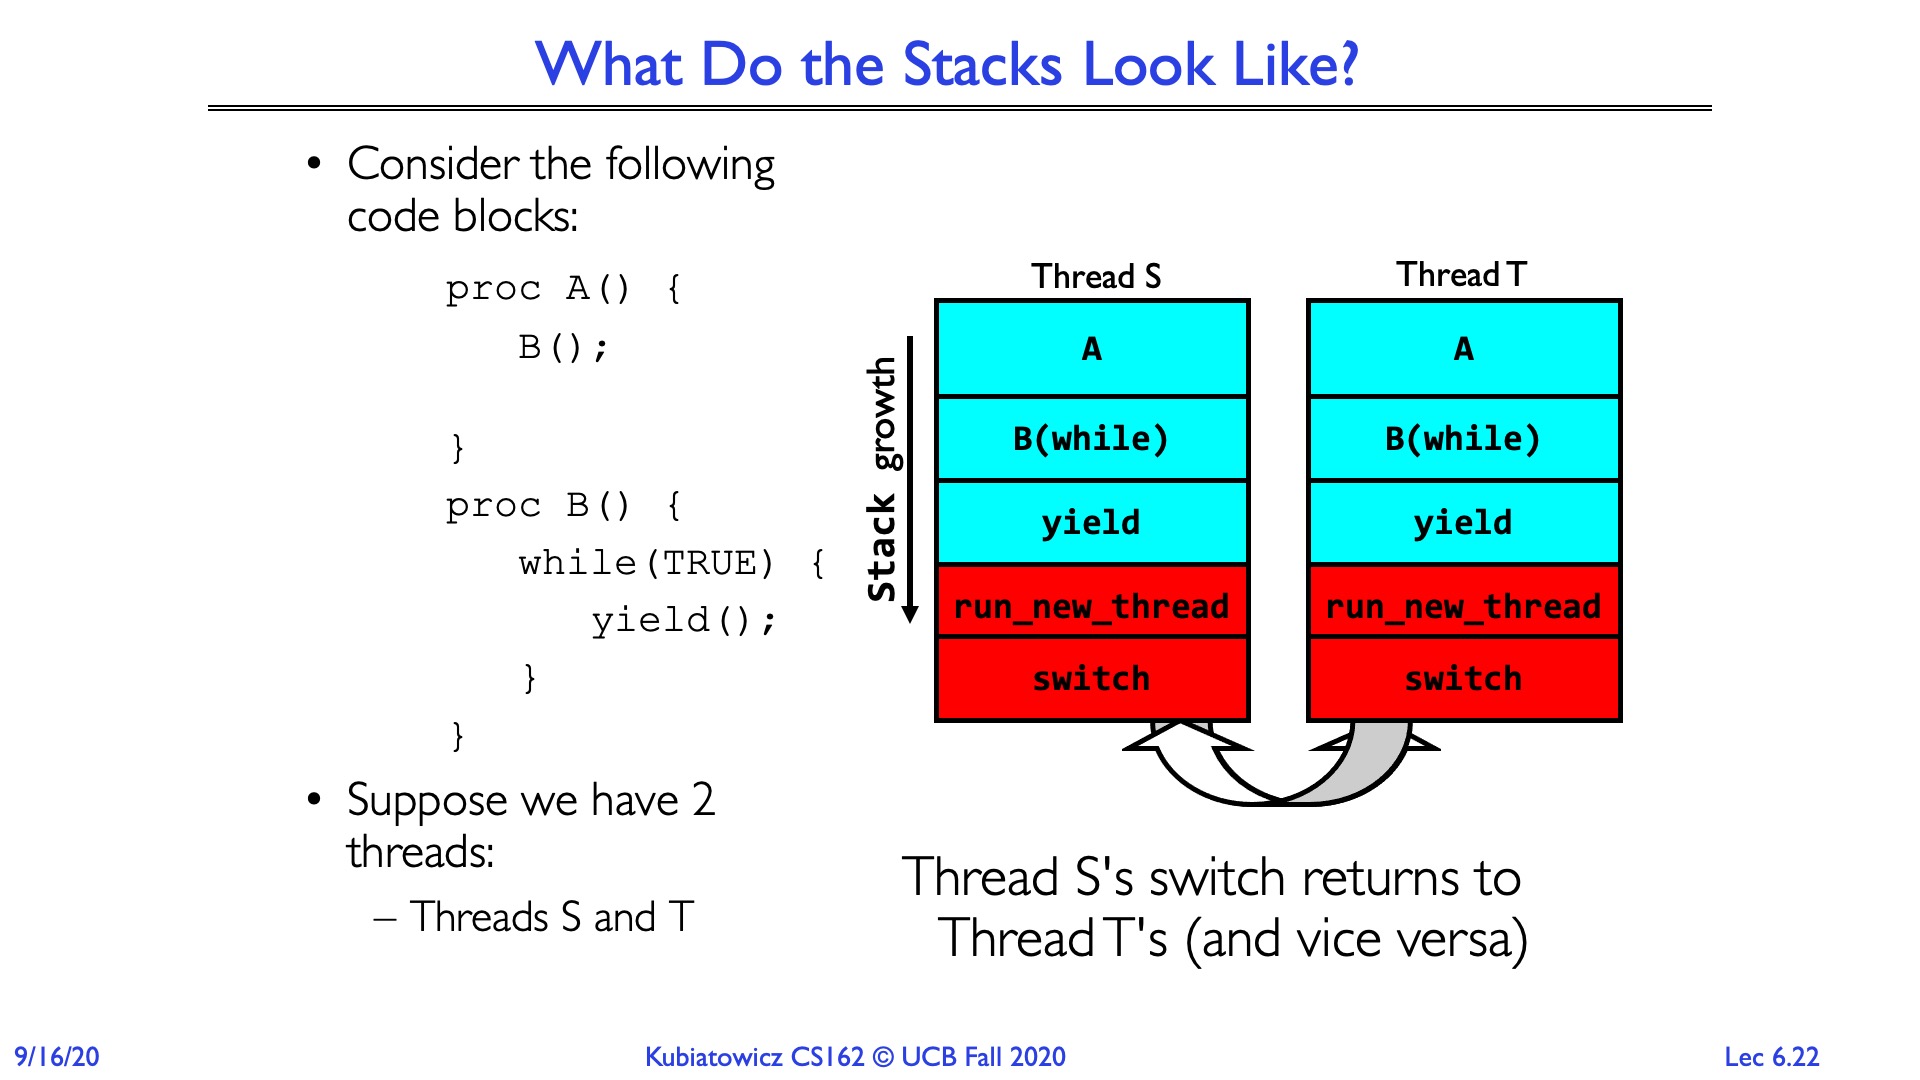 What Do the Stacks Look Like?
• Consider the following
code blocks:
proc A() {
B();
}
proc B() {
while(TRUE) {
yield();
}
}
• Suppose we have 2
threads:
– Threads S and T
Stack growth
Thread S
A
B(while)
yield
run_new_thread
switch
Thread T
A
B(while)
yield
run_new_thread
switch
Thread S's switch returns to
Thread T's (and vice versa)
9/16/20
Kubiatowicz CS162 © UCB Fall 2020
Lec 6.22